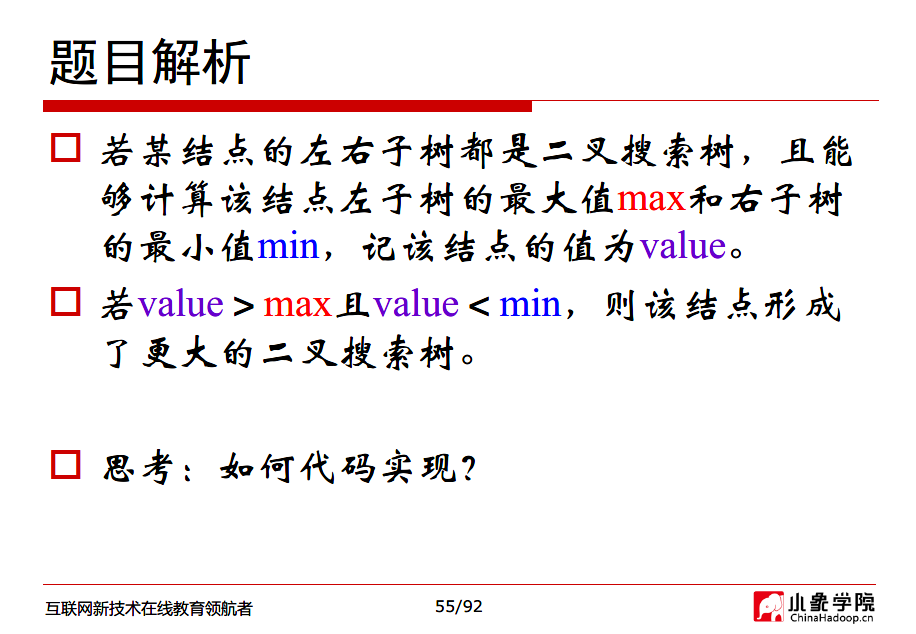 题目解析
若某结点的左右子树都是二叉搜索树，且能
够计算该结点左子树的最大值max和右子树
的最小值min，记该结点的值为value。
若value > max且value < min，则该结点形成
了更大的二叉搜索树。
思考：如何代码实现？
互联网新技术在线教育领航者
55/92
小象学院
ChinaHadoop.cn